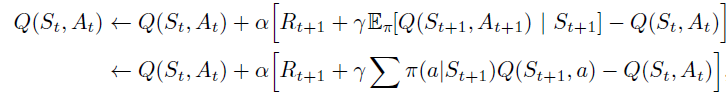 Q(S_t, A_t) ← Q(S_t, A_t) + α[R_{t+1} + γ𝔼_π[Q(S_{t+1}, A_{t+1}) | S_{t+1}] − Q(S_t, A_t)]
← Q(S_t, A_t) + α[R_{t+1} + γ∑ π(a|S_{t+1})Q(S_{t+1}, a) − Q(S_t, A_t)]